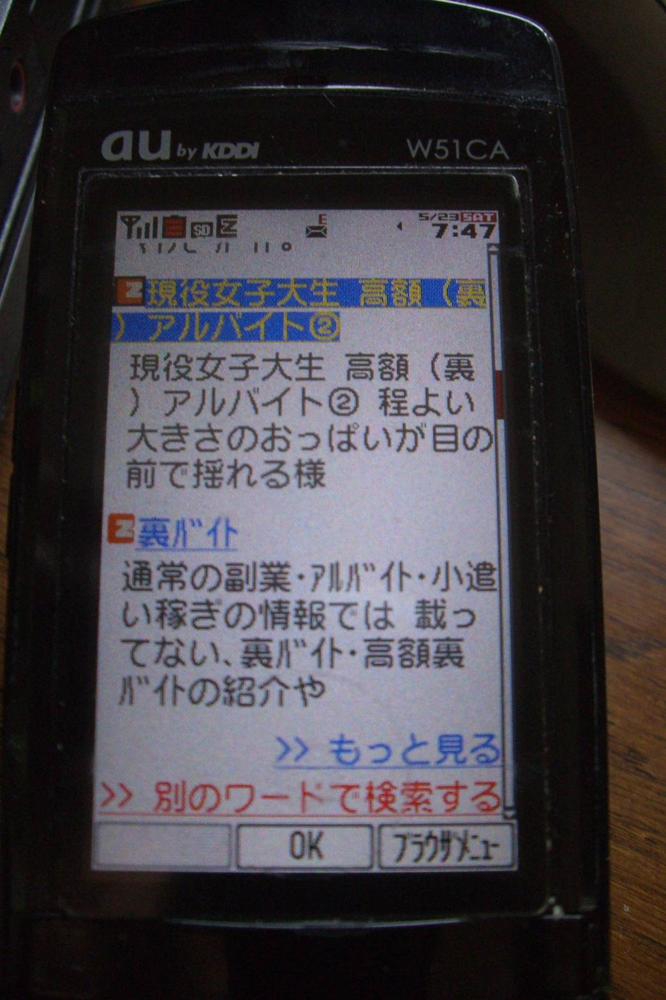 au by KDDI
W51CA
5/23 SAT
7:47
現役女子大生 高額（裏
）アルバイト②
現役女子大生 高額（裏
）アルバイト② 程よい
大きさのおっぱいが目の
前で揺れる様
裏ﾊﾞｲﾄ
通常の副業･ｱﾙﾊﾞｲﾄ･小遣
い稼ぎの情報では 載っ
てない､裏ﾊﾞｲﾄ･高額裏
ﾊﾞｲﾄの紹介や
>> もっと見る
>> 別のワードで検索する
OK
ﾌﾞﾗｳｻﾞﾒﾆｭｰ